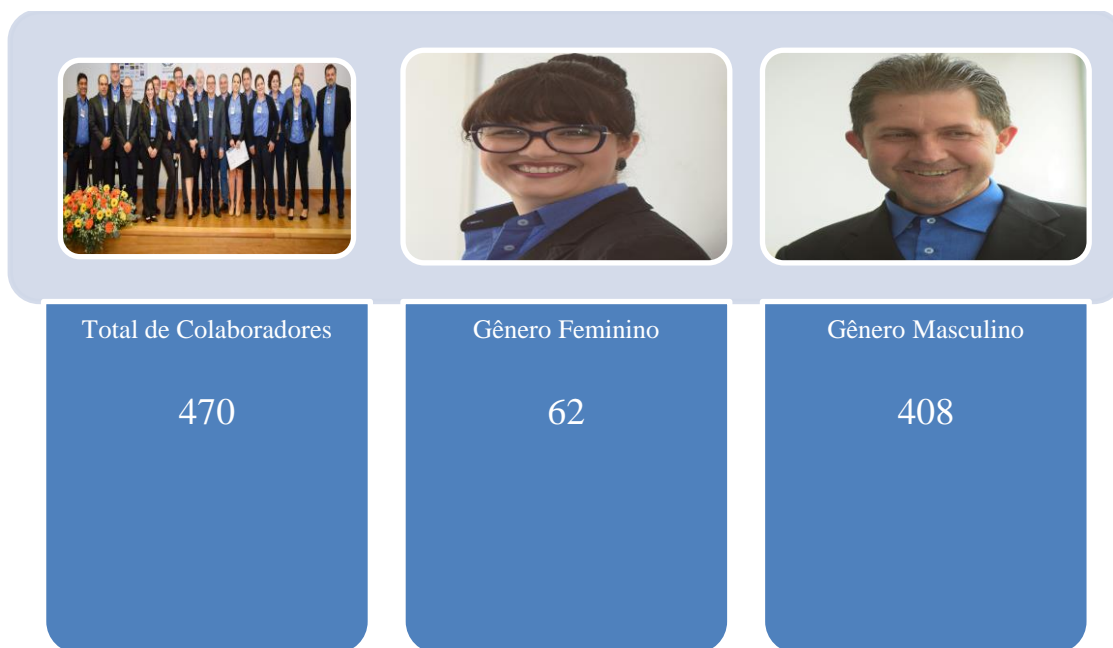 Total de Colaboradores
470
Gênero Feminino
62
Gênero Masculino
408